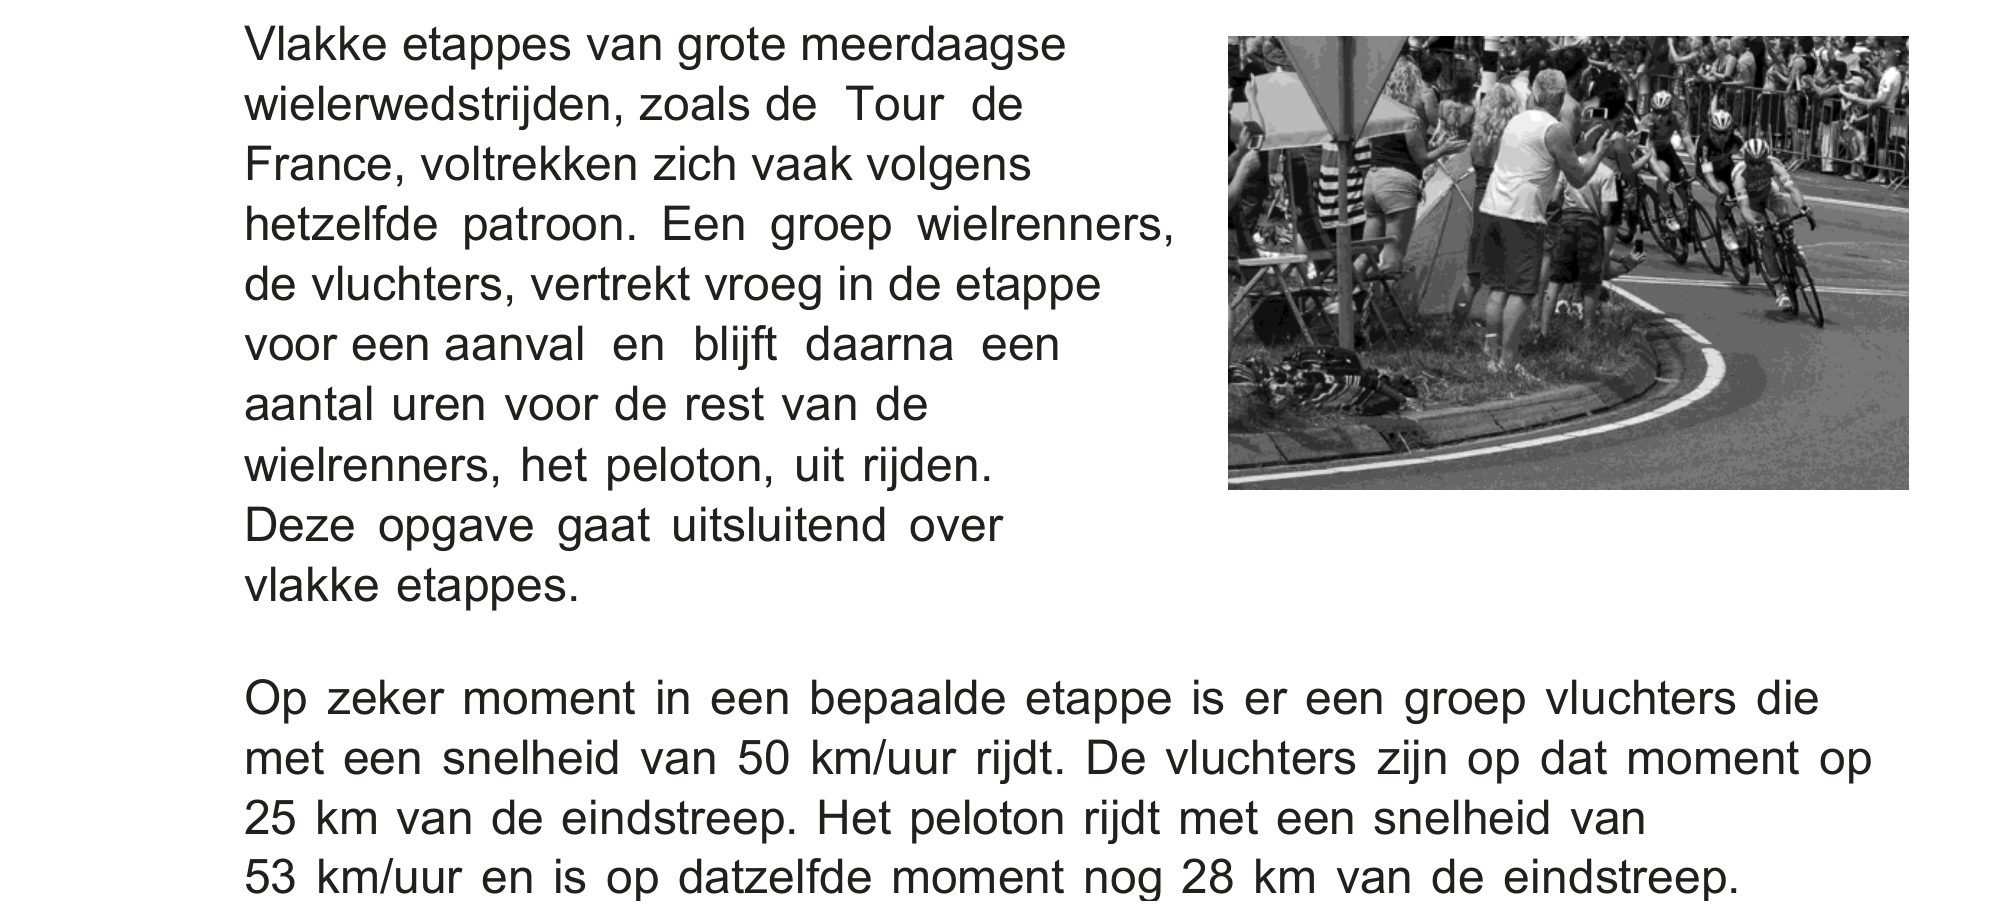 Vlakke etappes van grote meerdaagse
wielerwedstrijden, zoals de Tour de
France, voltrekken zich vaak volgens
hetzelfde patroon. Een groep wielrenners,
de vluchters, vertrekt vroeg in de etappe
voor een aanval en blijft daarna een
aantal uren voor de rest van de
wielrenners, het peloton, uit rijden.
Deze opgave gaat uitsluitend over
vlakke etappes.
Op zeker moment in een bepaalde etappe is er een groep vluchters die
met een snelheid van 50 km/uur rijdt. De vluchters zijn op dat moment op
25 km van de eindstreep. Het peloton rijdt met een snelheid van
53 km/uur en is op datzelfde moment nog 28 km van de eindstreep.